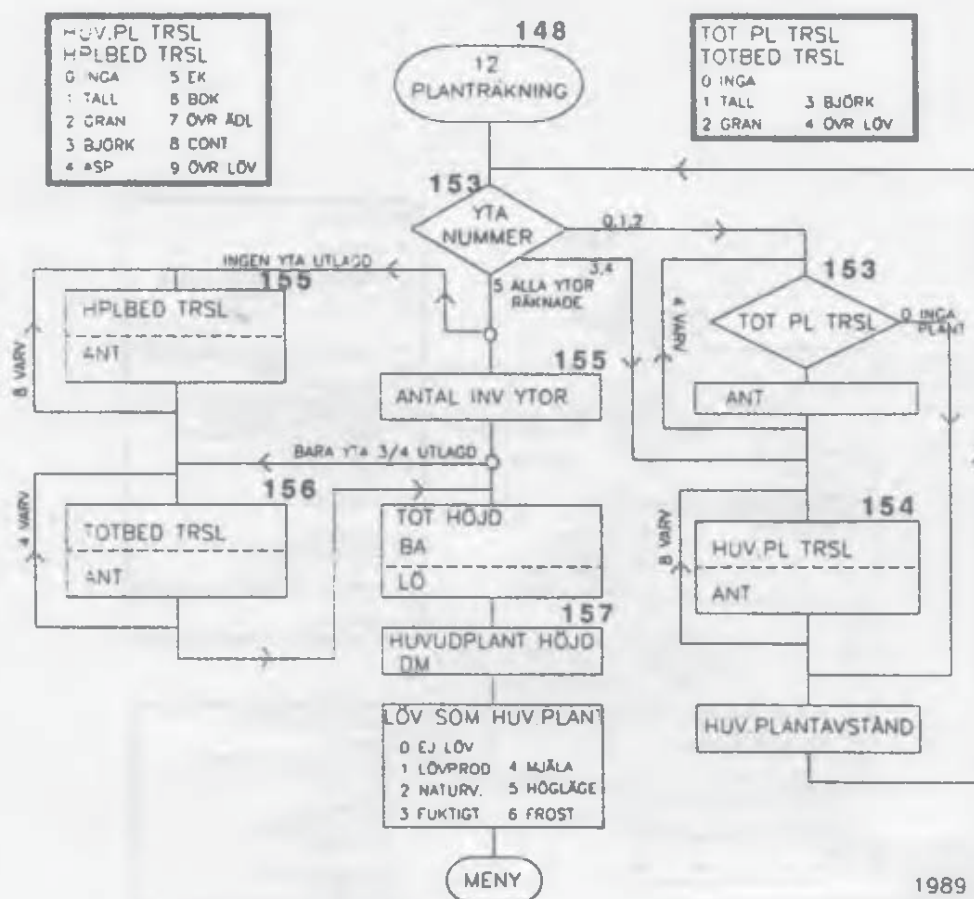 HUV.PL TRSL
HPLBED TRSL
0 INGA 5 EK
1 TALL 6 BOK
2 GRAN 7 ÖVR ÄDL
3 BJÖRK 8 CONT
4 ASP 9 ÖVR LÖV
148
12
PLANTRÄKNING
TOT PL TRSL
TOTBED TRSL
0 INGA
1 TALL 3 BJÖRK
2 GRAN 4 ÖVR LÖV
153
YTA
NUMMER
0,1,2
3,4
5 ALLA YTOR
RÄKNADE
INGEN YTA UTLAGD
155
HPLBED TRSL
ANT
8 VARV
153
TOT PL TRSL
0 INGA
PLANT
4 VARV
ANT
155
ANTAL INV YTOR
BARA YTA 3/4 UTLAGD
156
TOTBED TRSL
ANT
4 VARV
TOT HÖJD
BA
LÖ
154
HUV.PL TRSL
ANT
8 VARV
157
HUVUDPLANT HÖJD
DM
LÖV SOM HUV.PLANT
0 EJ LÖV
1 LÖVPROD 4 MJÄLA
2 NATURV. 5 HÖGLÄGE
3 FUKTIGT 6 FROST
HUV.PLANTAVSTÅND
MENY
1989